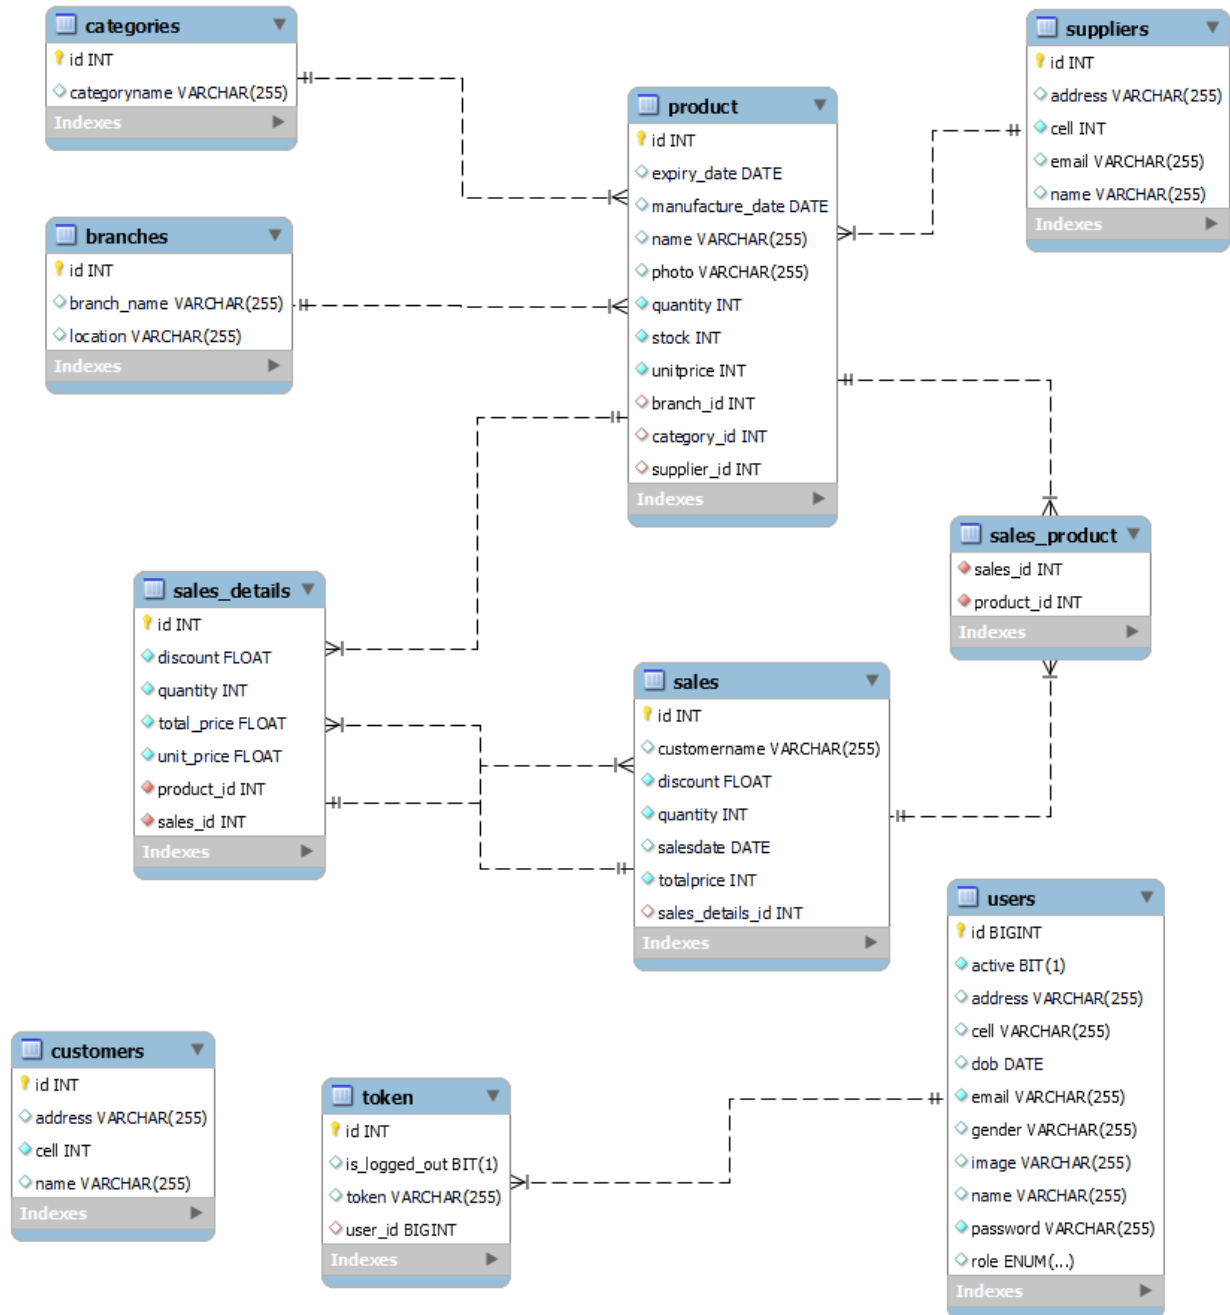 categories
id INT
categoryname VARCHAR(255)
Indexes
suppliers
id INT
address VARCHAR(255)
cell INT
email VARCHAR(255)
name VARCHAR(255)
Indexes
product
id INT
expiry_date DATE
manufacture_date DATE
name VARCHAR(255)
photo VARCHAR(255)
quantity INT
stock INT
unitprice INT
branch_id INT
category_id INT
supplier_id INT
Indexes
branches
id INT
branch_name VARCHAR(255)
location VARCHAR(255)
Indexes
sales_product
sales_id INT
product_id INT
Indexes
sales_details
id INT
discount FLOAT
quantity INT
total_price FLOAT
unit_price FLOAT
product_id INT
sales_id INT
Indexes
sales
id INT
customername VARCHAR(255)
discount FLOAT
quantity INT
salesdate DATE
totalprice INT
sales_details_id INT
Indexes
users
id BIGINT
active BIT(1)
address VARCHAR(255)
cell VARCHAR(255)
dob DATE
email VARCHAR(255)
gender VARCHAR(255)
image VARCHAR(255)
name VARCHAR(255)
password VARCHAR(255)
role ENUM(...)
Indexes
customers
id INT
address VARCHAR(255)
cell INT
name VARCHAR(255)
Indexes
token
id INT
is_logged_out BIT(1)
token VARCHAR(255)
user_id BIGINT
Indexes